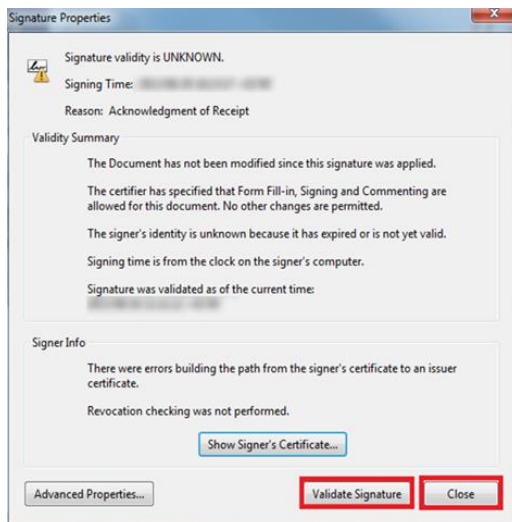 Signature Properties
Signature validity is UNKNOWN.
Signing Time:
Reason: Acknowledgment of Receipt
Validity Summary
The Document has not been modified since this signature was applied.
The certifier has specified that Form Fill-in, Signing and Commenting are
allowed for this document. No other changes are permitted.
The signer's identity is unknown because it has expired or is not yet valid.
Signing time is from the clock on the signer's computer.
Signature was validated as of the current time:
Signer Info
There were errors building the path from the signer's certificate to an issuer
certificate.
Revocation checking was not performed.
Show Signer's Certificate...
Advanced Properties...
Validate Signature
Close